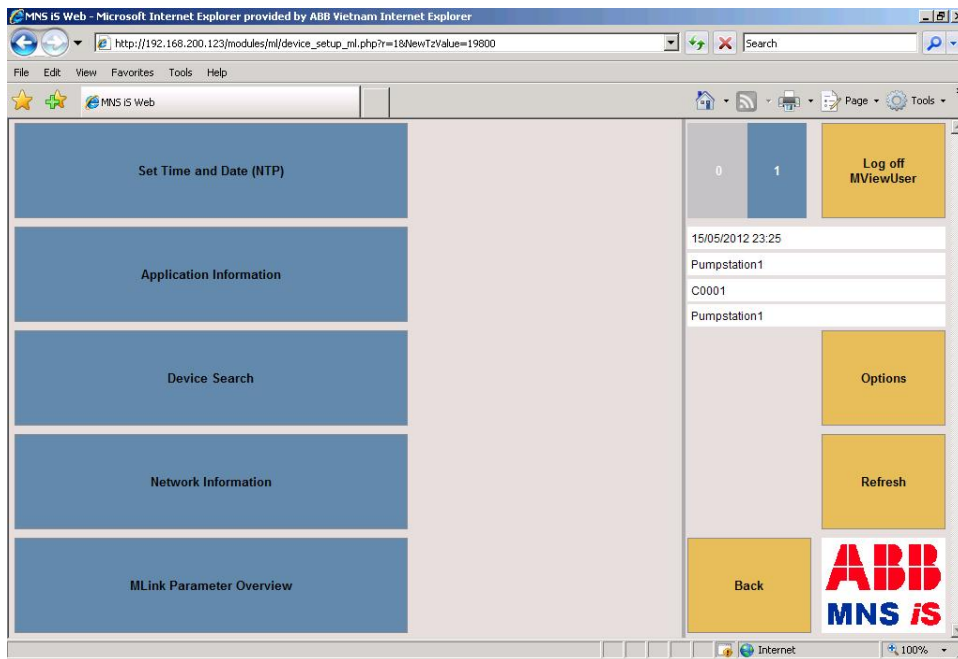 MNS iS Web - Microsoft Internet Explorer provided by ABB Vietnam Internet Explorer
http://192.168.200.123/modules/ml/device_setup_ml.php?r=1&NewTzValue=19800
Search
File Edit View Favorites Tools Help
MNS iS Web
Page
Tools
Set Time and Date (NTP)
Application Information
Device Search
Network Information
MLink Parameter Overview
0
1
Log off
MViewUser
15/05/2012 23:25
Pumpstation1
C0001
Pumpstation1
Options
Refresh
Back
ABB
MNS iS
Internet
100%